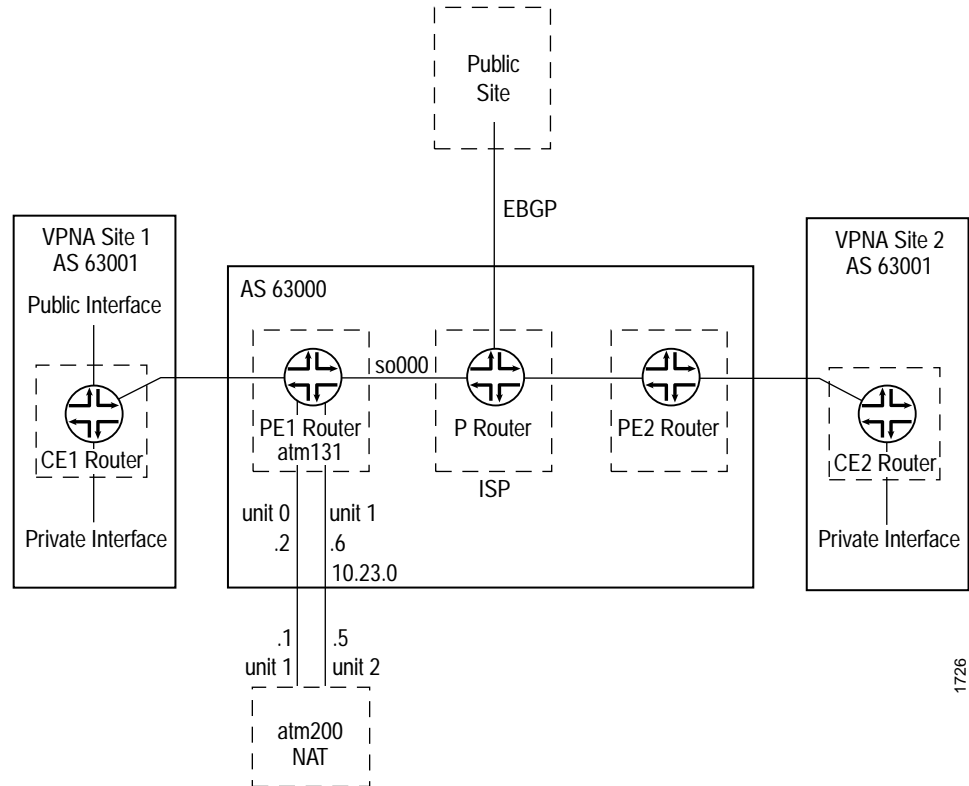 Public
Site
EBGP
VPNA Site 1
AS 63001
Public Interface
CE1 Router
Private Interface
AS 63000
so000
PE1 Router
atm131
P Router
ISP
PE2 Router
VPNA Site 2
AS 63001
CE2 Router
Private Interface
unit 0
unit 1
.2
.6
10.23.0
.1
.5
unit 1
unit 2
atm200
NAT
1726